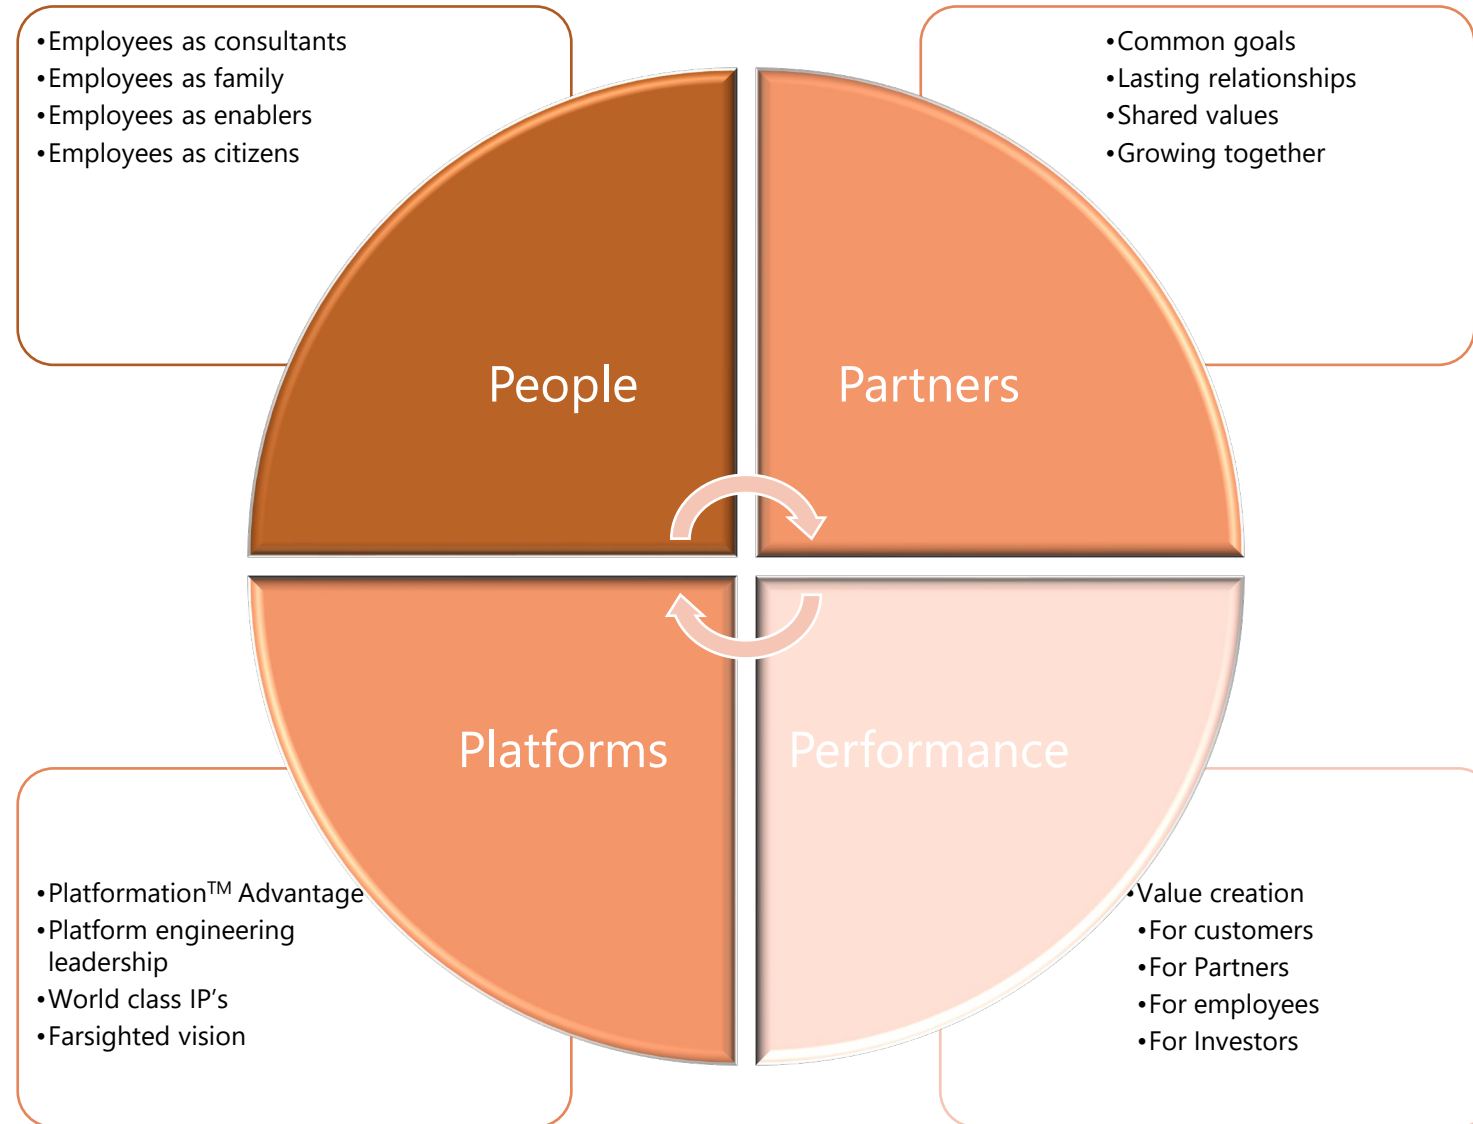 •Employees as consultants
•Employees as family
•Employees as enablers
•Employees as citizens
•Common goals
•Lasting relationships
•Shared values
•Growing together
People
Partners
Platforms
Performance
•Platformation™ Advantage
•Platform engineering
leadership
•World class IP’s
•Farsighted vision
•Value creation
•For customers
•For Partners
•For employees
•For Investors